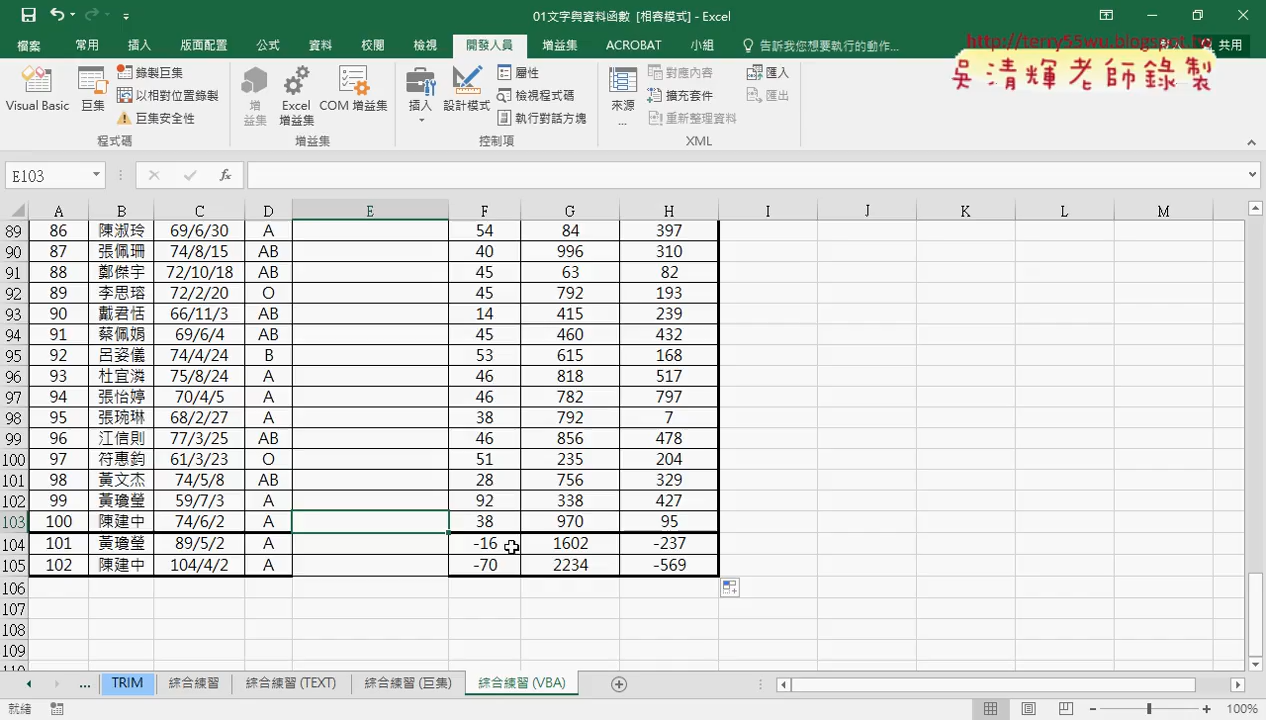 01文字與資料函數 [相容模式] - Excel
檔案 常用 插入 版面配置 公式 資料 校閱 檢視 開發人員 增益集 ACROBAT 小組 告訴我您想要執行的動作... 共用
http://terry55wu.blogspot.
吳清輝老師錄製
Visual Basic 巨集 錄製巨集 以相對位置錄製 巨集安全性
程式碼
增益集 Excel 增益集 COM 增益集
增益集
插入 設計模式 屬性 檢視程式碼 執行對話方塊
控制項
來源... 對應內容 擴充套件 重新整理資料 匯入 匯出
XML
E103 fx
A B C D E F G H I J K L M
89 86 陳淑玲 69/6/30 A 54 84 397
90 87 張佩珊 74/8/15 AB 40 996 310
91 88 鄭傑宇 72/10/18 AB 45 63 82
92 89 李思瑢 72/2/20 O 45 792 193
93 90 戴君恬 66/11/3 AB 14 415 239
94 91 蔡佩娟 69/6/4 AB 45 460 432
95 92 呂姿儀 74/4/24 B 53 615 168
96 93 杜宜潾 75/8/24 A 46 818 517
97 94 張怡婷 70/4/5 A 46 782 797
98 95 張琬琳 68/2/27 A 38 792 7
99 96 江信則 77/3/25 AB 46 856 478
100 97 符惠鈞 61/3/23 O 51 235 204
101 98 黃文杰 74/5/8 AB 28 756 329
102 99 黃瓊瑩 59/7/3 A 92 338 427
103 100 陳建中 74/6/2 A 38 970 95
104 101 黃瓊瑩 89/5/2 A -16 1602 -237
105 102 陳建中 104/4/2 A -70 2234 -569
106
107
108
109
... TRIM 綜合練習 綜合練習 (TEXT) 綜合練習 (巨集) 綜合練習 (VBA)
就緒 100%